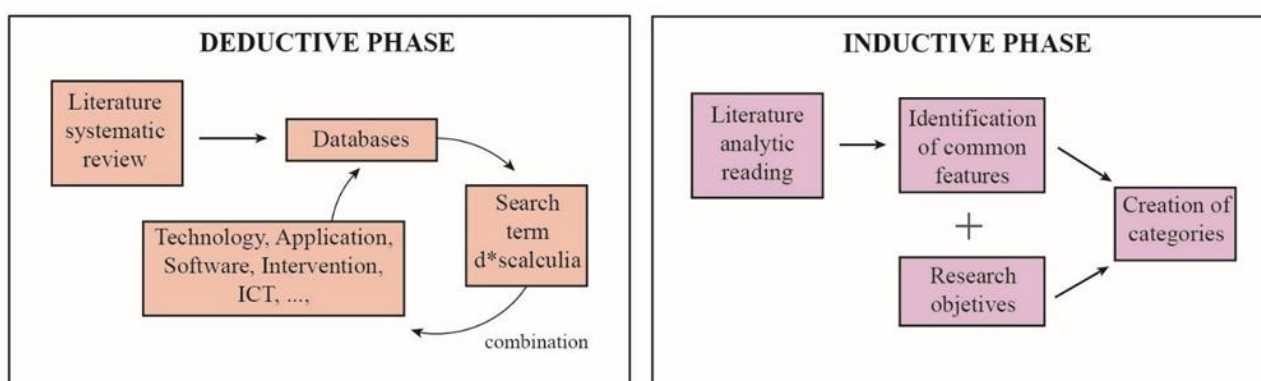 DEDUCTIVE PHASE
Literature
systematic
review
Databases
Search
term
d*scalculia
Technology, Application,
Software, Intervention,
ICT, ...,
combination
INDUCTIVE PHASE
Literature
analytic
reading
Identification
of common
features
+
Research
objetives
Creation of
categories